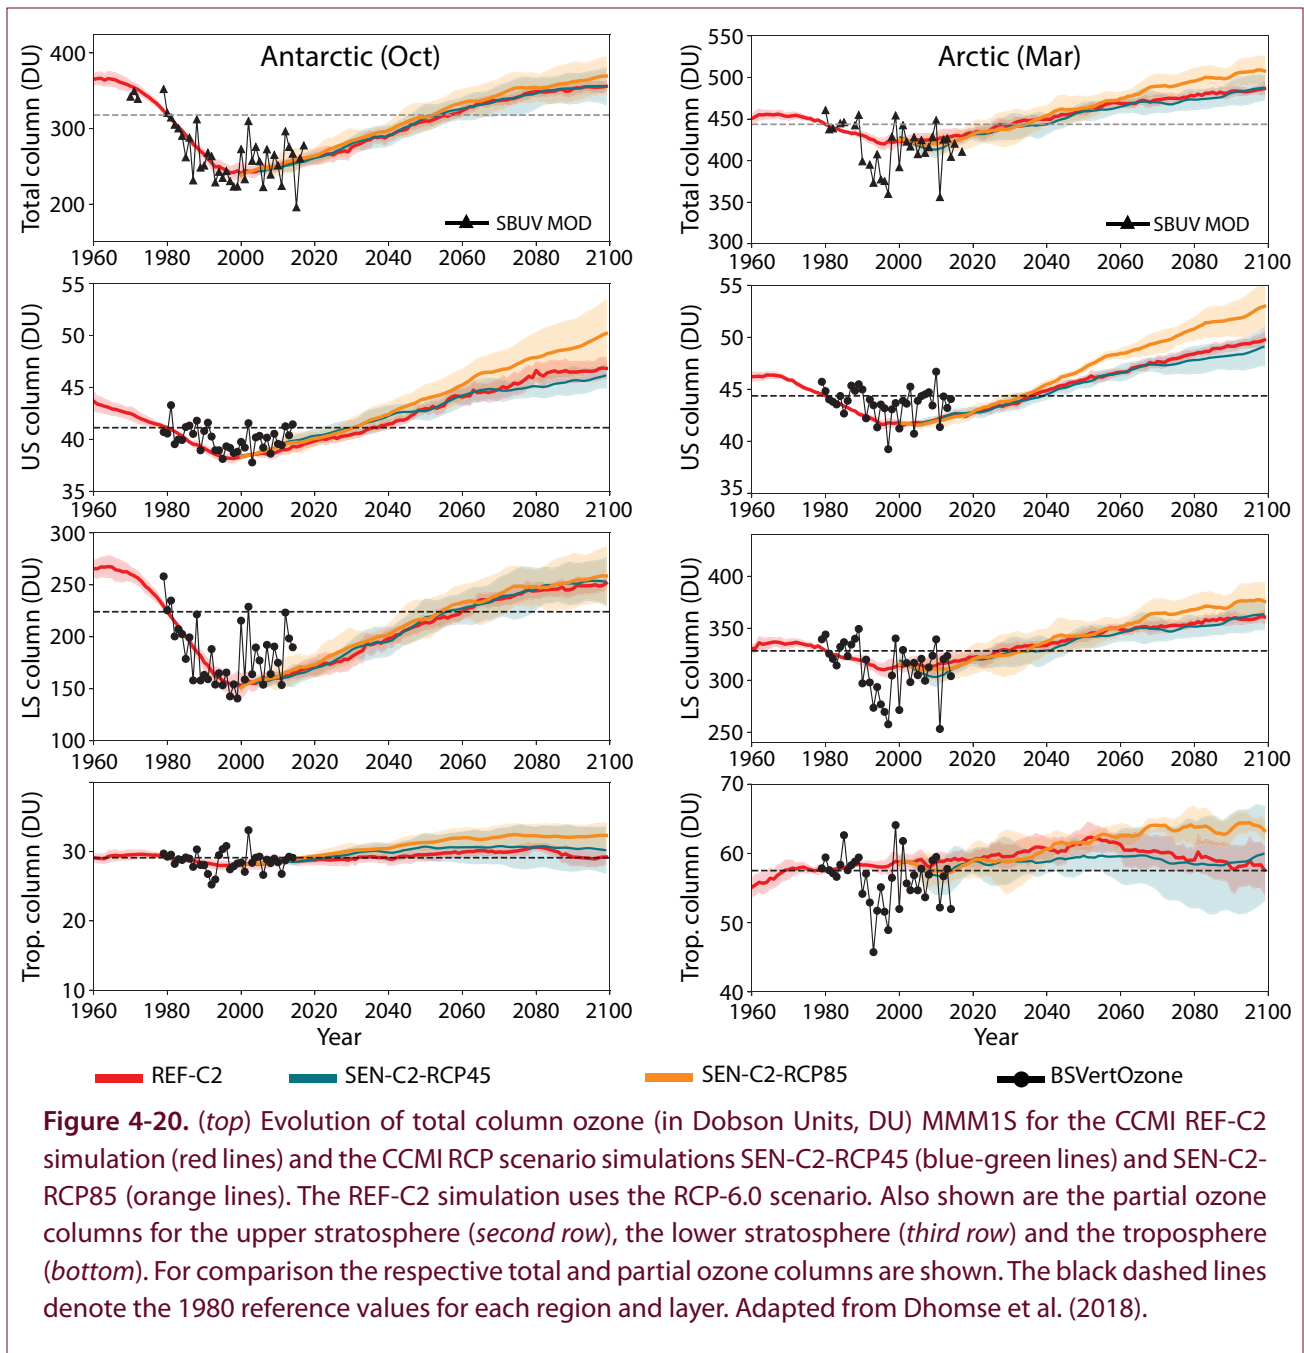 Antarctic (Oct)
Total column (DU)
400
300
200
SBUV MOD
1960 1980 2000 2020 2040 2060 2080 2100
Arctic (Mar)
Total column (DU)
550
500
450
400
350
300
SBUV MOD
1960 1980 2000 2020 2040 2060 2080 2100
US column (DU)
55
50
45
40
35
1960 1980 2000 2020 2040 2060 2080 2100
US column (DU)
55
50
45
40
35
1960 1980 2000 2020 2040 2060 2080 2100
LS column (DU)
300
250
200
150
100
1960 1980 2000 2020 2040 2060 2080 2100
LS column (DU)
400
350
300
250
1960 1980 2000 2020 2040 2060 2080 2100
Trop. column (DU)
30
20
10
1960 1980 2000 2020 2040 2060 2080 2100
Year
Trop. column (DU)
70
60
50
40
1960 1980 2000 2020 2040 2060 2080 2100
Year
REF-C2 SEN-C2-RCP45 SEN-C2-RCP85 BSVertOzone
Figure 4-20. (top) Evolution of total column ozone (in Dobson Units, DU) MMM1S for the CCMI REF-C2
simulation (red lines) and the CCMI RCP scenario simulations SEN-C2-RCP45 (blue-green lines) and SEN-C2-
RCP85 (orange lines). The REF-C2 simulation uses the RCP-6.0 scenario. Also shown are the partial ozone
columns for the upper stratosphere (second row), the lower stratosphere (third row) and the troposphere
(bottom). For comparison the respective total and partial ozone columns are shown. The black dashed lines
denote the 1980 reference values for each region and layer. Adapted from Dhomse et al. (2018).